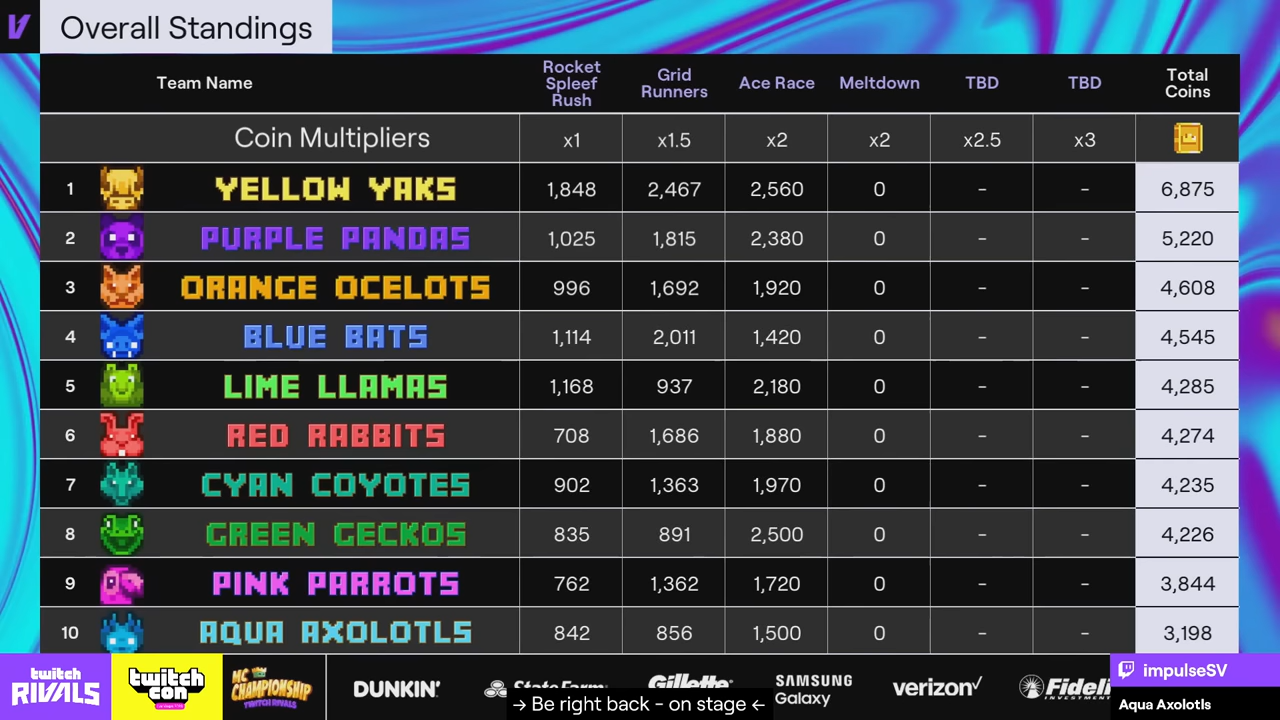 Overall Standings
Team Name Rocket Spleef Rush Grid Runners Ace Race Meltdown TBD TBD Total Coins
Coin Multipliers x1 x1.5 x2 x2 x2.5 x3
1 YELLOW YAKS 1,848 2,467 2,560 0 - - 6,875
2 PURPLE PANDAS 1,025 1,815 2,380 0 - - 5,220
3 ORANGE OCELOTS 996 1,692 1,920 0 - - 4,608
4 BLUE BATS 1,114 2,011 1,420 0 - - 4,545
5 LIME LLAMAS 1,168 937 2,180 0 - - 4,285
6 RED RABBITS 708 1,686 1,880 0 - - 4,274
7 CYAN COYOTES 902 1,363 1,970 0 - - 4,235
8 GREEN GECKOS 835 891 2,500 0 - - 4,226
9 PINK PARROTS 762 1,362 1,720 0 - - 3,844
10 AQUA AXOLOTLS 842 856 1,500 0 - - 3,198
twitch RIVALS
twitch con
MC CHAMPIONSHIP TWITCH RIVALS
DUNKIN'
State Farm
Gillette
SAMSUNG Galaxy
verizon✓
Fideli
→ Be right back - on stage ←
impulseSV
Aqua Axolotls